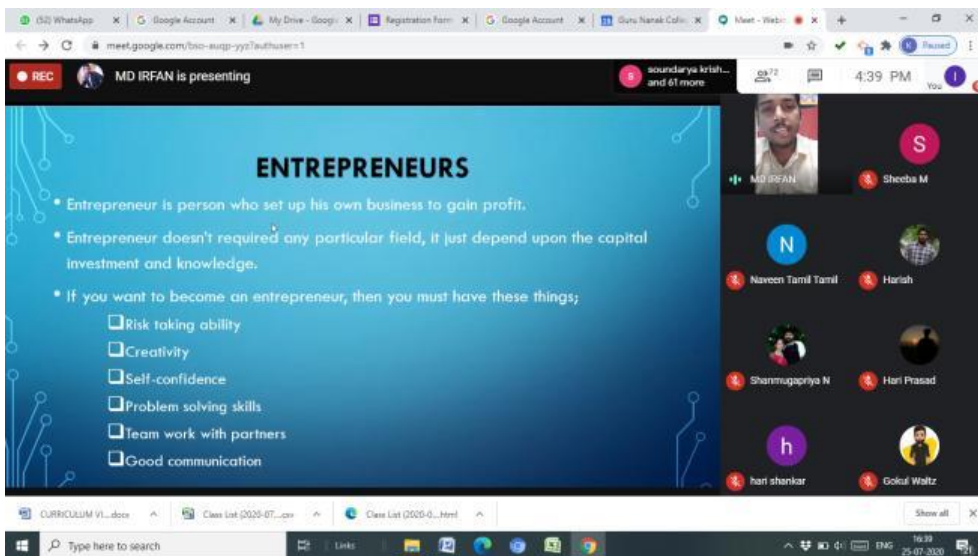 (52) WhatsApp
Google Account
My Drive - Googl
Registration Form
Google Account
Guru Nanak Colle
Meet - Webi
meet.google.com/bso-auqp-yyz?authuser=1
Paused
REC
MD IRFAN is presenting
S
soundarya krish...
and 61 more
72
4:39 PM
You
I
ENTREPRENEURS
• Entrepreneur is person who set up his own business to gain profit.
• Entrepreneur doesn't required any particular field, it just depend upon the capital
investment and knowledge.
• If you want to become an entrepreneur, then you must have these things;
❑Risk taking ability
❑Creativity
❑Self-confidence
❑Problem solving skills
❑Team work with partners
❑Good communication
MD IRFAN
S
Sheeba M
N
Naveen Tamil Tamil
Harish
Shanmugapriya N
Hari Prasad
h
hari shankar
Gokul Waltz
CURRICULUM VI....docx
Class List (2020-07....csv
Class List (2020-0....html
Show all
Type here to search
Links
ENG
16:39
25-07-2020